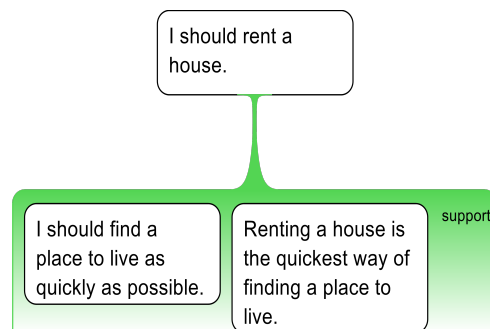 I should rent a
house.
I should find a
place to live as
quickly as possible.
Renting a house is
the quickest way of
finding a place to
live.
support